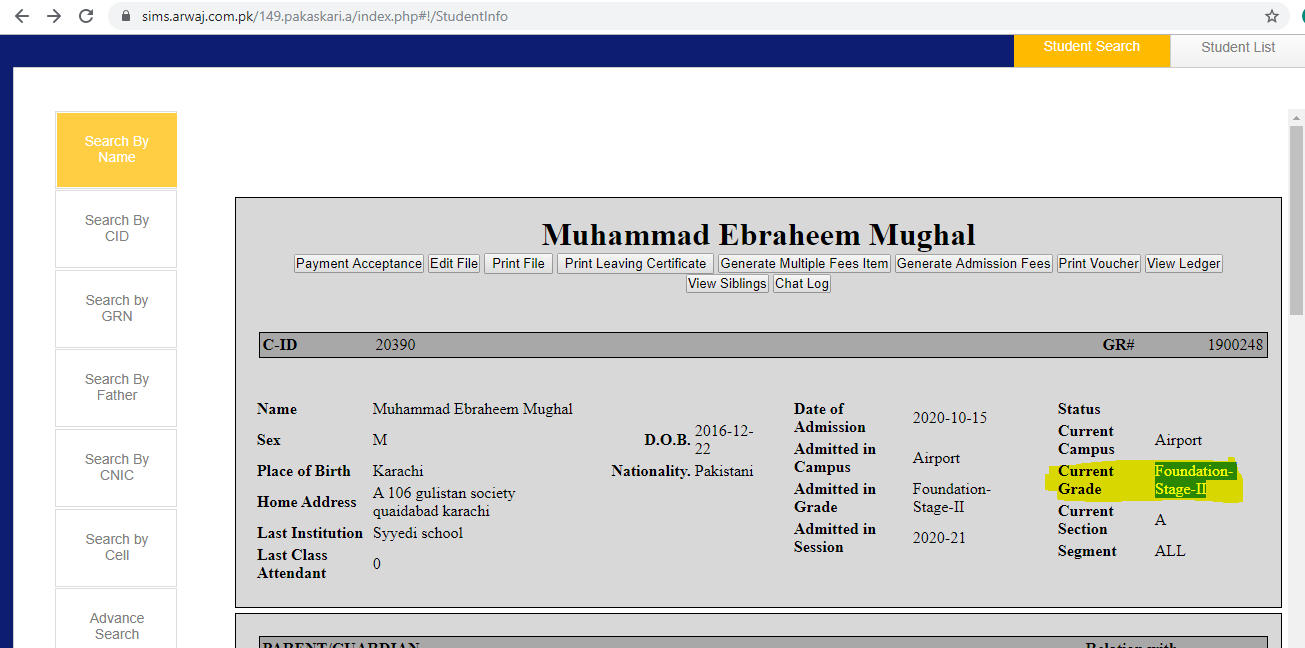 sims.arwaj.com.pk/149.pakaskari.a/index.php#!/StudentInfo
Student Search
Student List
Search By
Name
Search By
CID
Search by
GRN
Search By
Father
Search By
CNIC
Search by
Cell
Advance
Search
Muhammad Ebraheem Mughal
Payment Acceptance Edit File Print File Print Leaving Certificate Generate Multiple Fees Item Generate Admission Fees Print Voucher View Ledger
View Siblings Chat Log
C-ID 20390 GR# 1900248
Name Muhammad Ebraheem Mughal
Sex M D.O.B. 2016-12-
22
Place of Birth Karachi Nationality. Pakistani
Home Address A 106 gulistan society
quaidabad karachi
Last Institution Syyedi school
Last Class
Attendant 0
Date of
Admission 2020-10-15
Admitted in
Campus Airport
Admitted in
Grade Foundation-
Stage-II
Admitted in
Session 2020-21
Status
Current
Campus Airport
Current
Grade Foundation-
Stage-II
Current
Section A
Segment ALL
PARENT/GUARDIAN Relation with